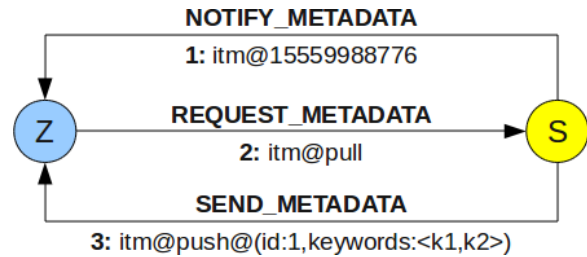 NOTIFY_METADATA
1: itm@15559988776
Z
REQUEST_METADATA
S
2: itm@pull
SEND_METADATA
3: itm@push@(id:1,keywords:<k1,k2>)